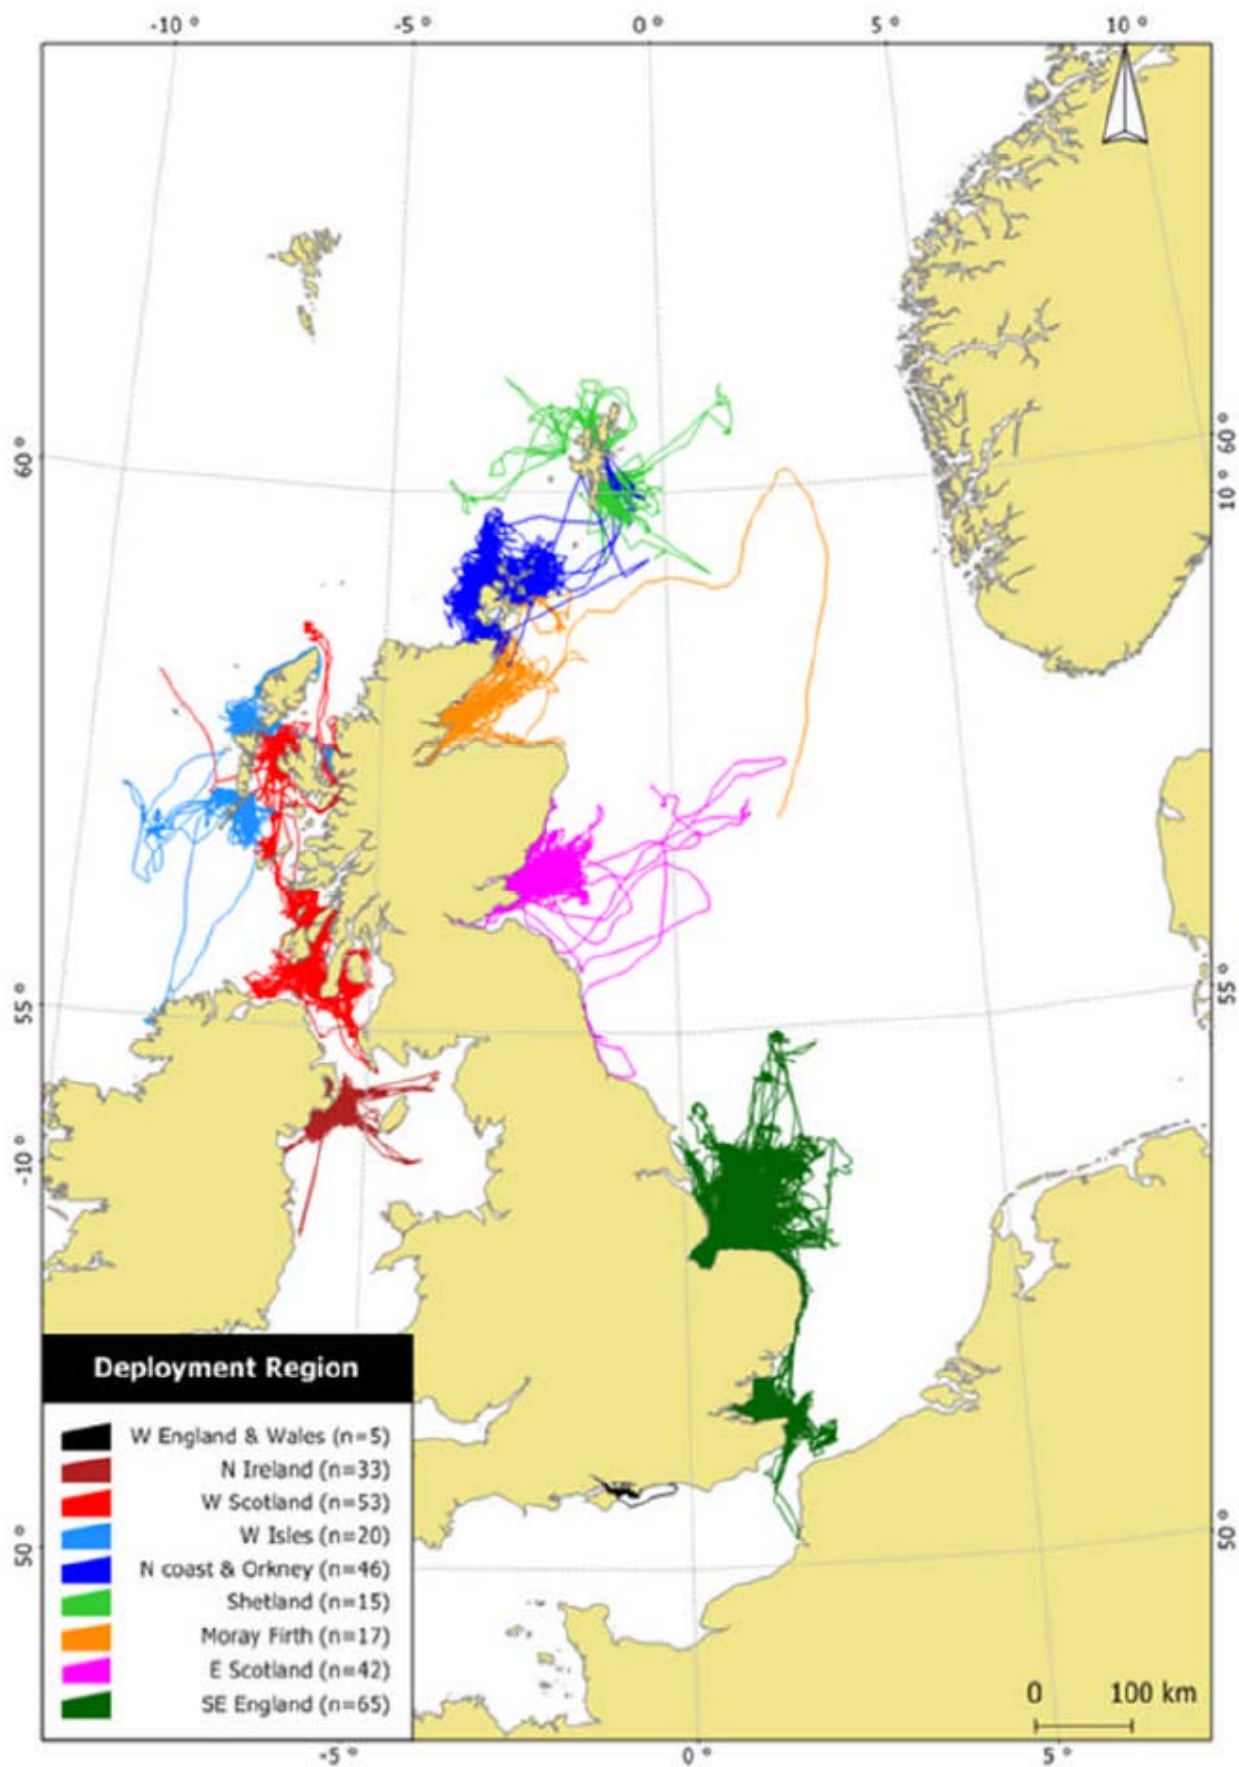 -10 °
-5 °
0 °
5 °
10 °
60°
60°
10 °
55°
55°
-10 °
50°
50°
Deployment Region
W England & Wales (n=5)
N Ireland (n=33)
W Scotland (n=53)
W Isles (n=20)
N coast & Orkney (n=46)
Shetland (n=15)
Moray Firth (n=17)
E Scotland (n=42)
SE England (n=65)
0 100 km
-5 °
0 °
5 °